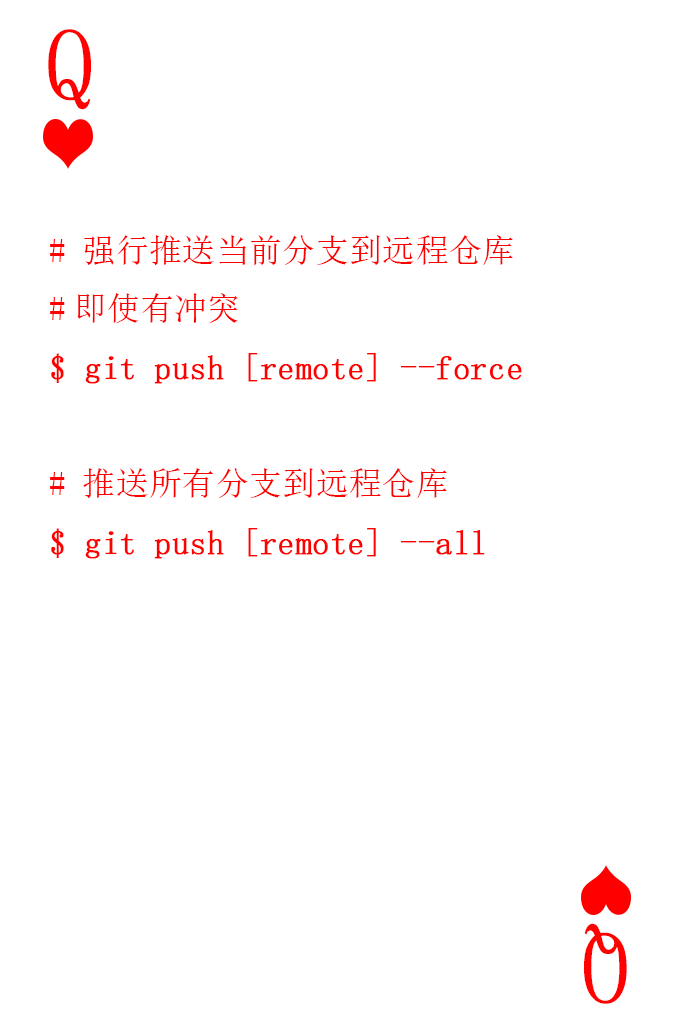 Q
# 强行推送当前分支到远程仓库
# 即使有冲突
$ git push [remote] --force
# 推送所有分支到远程仓库
$ git push [remote] --all
Q